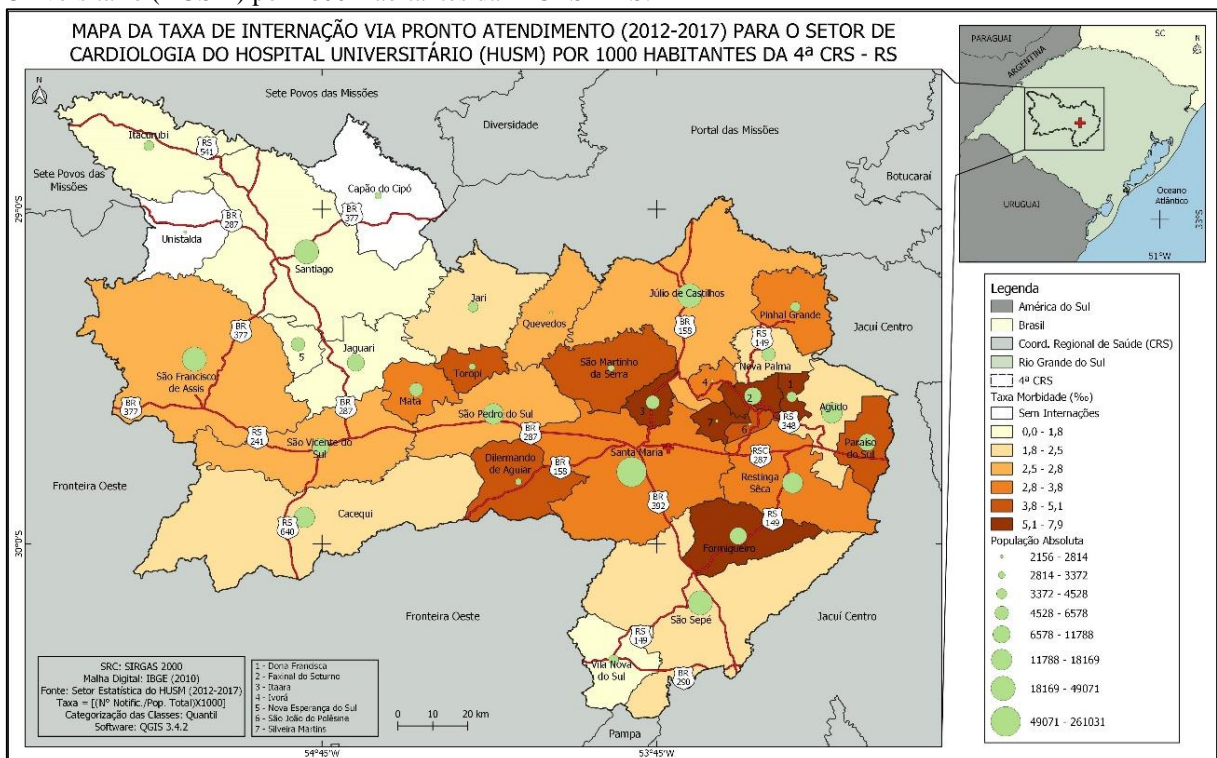 MAPA DA TAXA DE INTERNAÇÃO VIA PRONTO ATENDIMENTO (2012-2017) PARA O SETOR DE
CARDIOLOGIA DO HOSPITAL UNIVERSITÁRIO (HUSM) POR 1000 HABITANTES DA 4ª CRS - RS
N
Sete Povos das Missões
Diversidade
Portal das Missões
Botucaraí
Itacurubi
RS 541
Sete Povos das
Missões
Capão do Cipó
29°0'S
BR 287
BR 377
Unistalda
Santiago
Jari
Júlio de Castilhos
Pinhal Grande
Quevedos
BR 158
Jacuí Centro
BR 377
RS 149
5
Jaguari
São Martinho
da Serra
Nova Palma
São Francisco
de Assis
Toropi
Mata
4
1
2
3
7
6
Agudo
BR 377
BR 287
São Pedro do Sul
BR 287
RS 348
RS 241
São Vicente do
Sul
Dilermando
de Aguiar
BR 158
Santa Maria
RSC 287
Paraíso
do Sul
Restinga
Sêca
Fronteira Oeste
BR 392
RS 149
Cacequi
RS 640
30°0'S
Formigueiro
Fronteira Oeste
São Sepé
Jacuí Centro
RS 149
Vila Nova
do Sul
BR 290
Pampa
SRC: SIRGAS 2000
Malha Digital: IBGE (2010)
Fonte: Setor Estatística do HUSM (2012-2017)
Taxa = [(N° Notific./Pop. Total)X1000]
Categorização das Classes: Quantil
Software: QGIS 3.4.2
1 - Dona Francisca
2 - Faxinal do Soturno
3 - Itaara
4 - Ivorá
5 - Nova Esperança do Sul
6 - São João do Polêsine
7 - Silveira Martins
0 10 20 km
54°45'W
53°45'W
PARAGUAI
SC
N
ARGENTINA
URUGUAI
Oceano
Atlântico
33°S
51°W
Legenda
América do Sul
Brasil
Coord. Regional de Saúde (CRS)
Rio Grande do Sul
4ª CRS
Taxa Morbidade (‰)
Sem Internações
0,0 - 1,8
1,8 - 2,5
2,5 - 2,8
2,8 - 3,8
3,8 - 5,1
5,1 - 7,9
População Absoluta
2156 - 2814
2814 - 3372
3372 - 4528
4528 - 6578
6578 - 11788
11788 - 18169
18169 - 49071
49071 - 261031